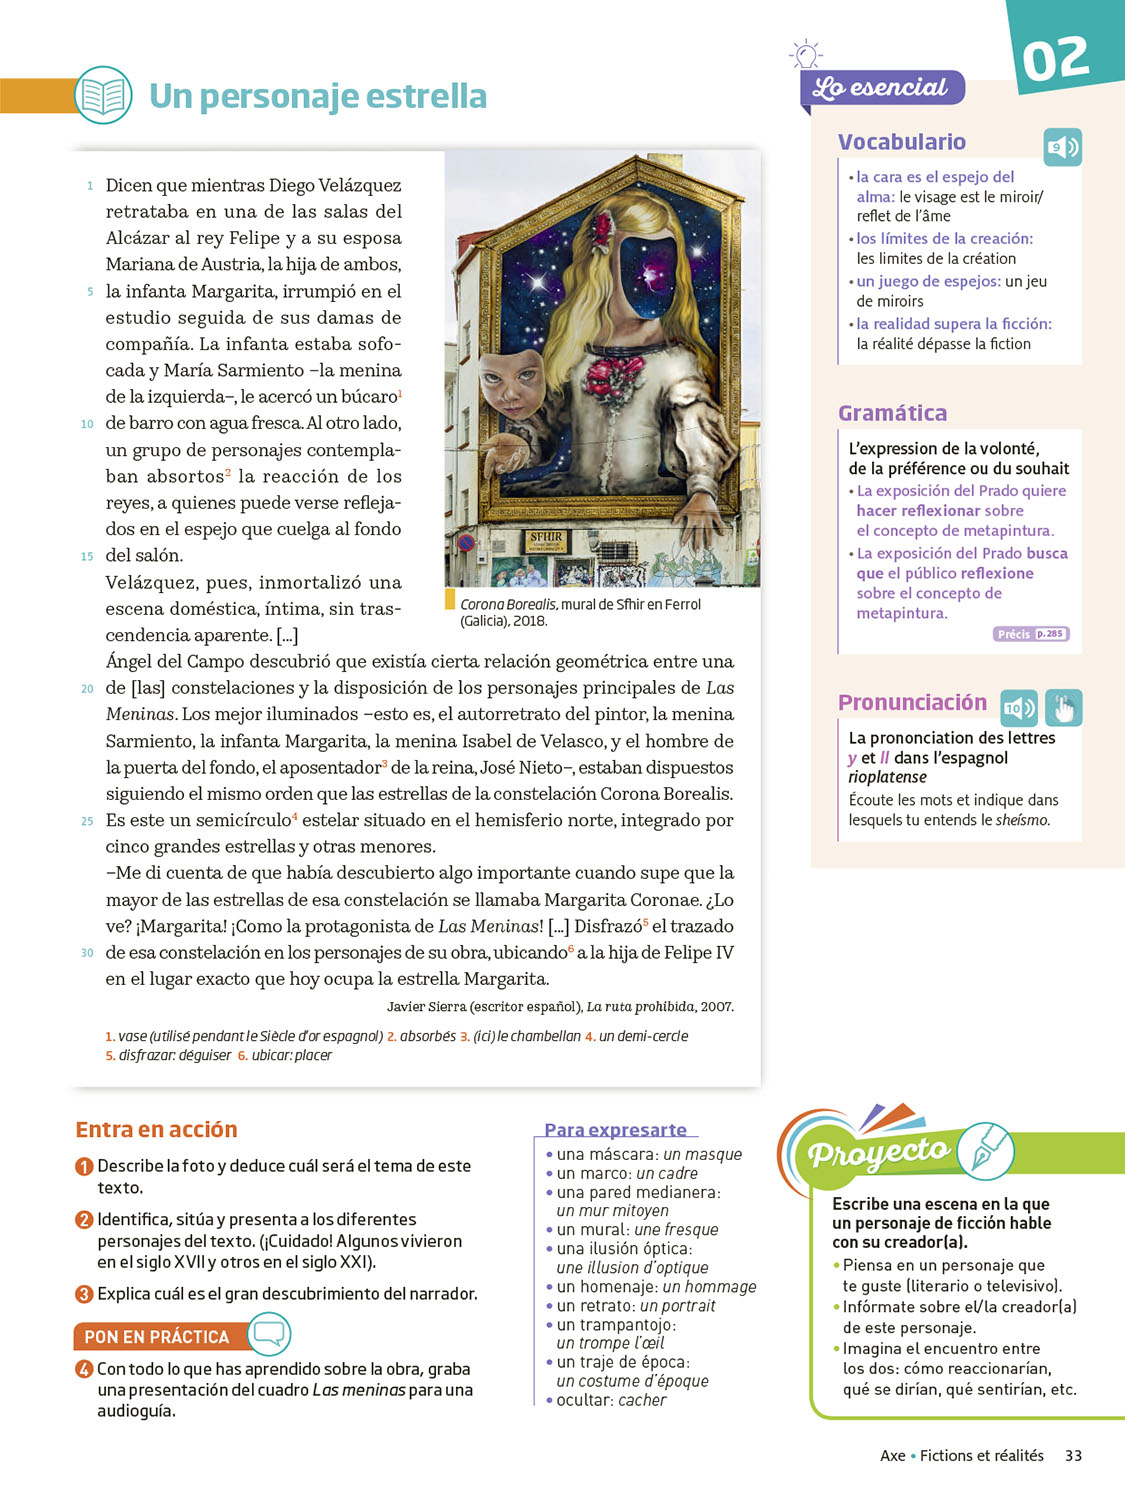 02
Un personaje estrella
1 Dicen que mientras Diego Velázquez
retrataba en una de las salas del
Alcázar al rey Felipe y a su esposa
Mariana de Austria, la hija de ambos,
5 la infanta Margarita, irrumpió en el
estudio seguida de sus damas de
compañía. La infanta estaba sofo-
cada y María Sarmiento –la menina
de la izquierda–, le acercó un búcaro1
10 de barro con agua fresca. Al otro lado,
un grupo de personajes contempla-
ban absortos2 la reacción de los
reyes, a quienes puede verse refleja-
dos en el espejo que cuelga al fondo
15 del salón.
Velázquez, pues, inmortalizó una
escena doméstica, íntima, sin tras-
cendencia aparente. [...]
Ángel del Campo descubrió que existía cierta relación geométrica entre una
20 de [las] constelaciones y la disposición de los personajes principales de Las
Meninas. Los mejor iluminados –esto es, el autorretrato del pintor, la menina
Sarmiento, la infanta Margarita, la menina Isabel de Velasco, y el hombre de
la puerta del fondo, el aposentador3 de la reina, José Nieto–, estaban dispuestos
siguiendo el mismo orden que las estrellas de la constelación Corona Borealis.
25 Es este un semicírculo4 estelar situado en el hemisferio norte, integrado por
cinco grandes estrellas y otras menores.
–Me di cuenta de que había descubierto algo importante cuando supe que la
mayor de las estrellas de esa constelación se llamaba Margarita Coronae. ¿Lo
ve? ¡Margarita! ¡Como la protagonista de Las Meninas! [...] Disfrazó5 el trazado
30 de esa constelación en los personajes de su obra, ubicando6 a la hija de Felipe IV
en el lugar exacto que hoy ocupa la estrella Margarita.
Javier Sierra (escritor español), La ruta prohibida, 2007.
1. vase (utilisé pendant le Siècle d'or espagnol) 2. absorbés 3. (ici) le chambellan 4. un demi-cercle
5. disfrazar: déguiser 6. ubicar: placer
SFHIR
Corona Borealis, mural de Sfhir en Ferrol
(Galicia), 2018.
Lo esencial
Vocabulario
9
• la cara es el espejo del
alma: le visage est le miroir/
reflet de l'âme
• los límites de la creación:
les limites de la création
• un juego de espejos: un jeu
de miroirs
• la realidad supera la ficción:
la réalité dépasse la fiction
Gramática
L'expression de la volonté,
de la préférence ou du souhait
• La exposición del Prado quiere
hacer reflexionar sobre
el concepto de metapintura.
• La exposición del Prado busca
que el público reflexione
sobre el concepto de
metapintura.
Précis p. 285
Pronunciación
10
La prononciation des lettres
y et ll dans l'espagnol
rioplatense
Écoute les mots et indique dans
lesquels tu entends le sheísmo.
Entra en acción
1 Describe la foto y deduce cuál será el tema de este
texto.
2 Identifica, sitúa y presenta a los diferentes
personajes del texto. (¡Cuidado! Algunos vivieron
en el siglo XVII y otros en el siglo XXI).
3 Explica cuál es el gran descubrimiento del narrador.
PON EN PRÁCTICA
4 Con todo lo que has aprendido sobre la obra, graba
una presentación del cuadro Las meninas para una
audioguía.
Para expresarte
• una máscara: un masque
• un marco: un cadre
• una pared medianera:
un mur mitoyen
• un mural: une fresque
• una ilusión óptica:
une illusion d'optique
• un homenaje: un hommage
• un retrato: un portrait
• un trampantojo:
un trompe l'œil
• un traje de época:
un costume d'époque
• ocultar: cacher
Proyecto
Escribe una escena en la que
un personaje de ficción hable
con su creador(a).
• Piensa en un personaje que
te guste (literario o televisivo).
• Infórmate sobre el/la creador(a)
de este personaje.
• Imagina el encuentro entre
los dos: cómo reaccionarían,
qué se dirían, qué sentirían, etc.
Axe • Fictions et réalités 33